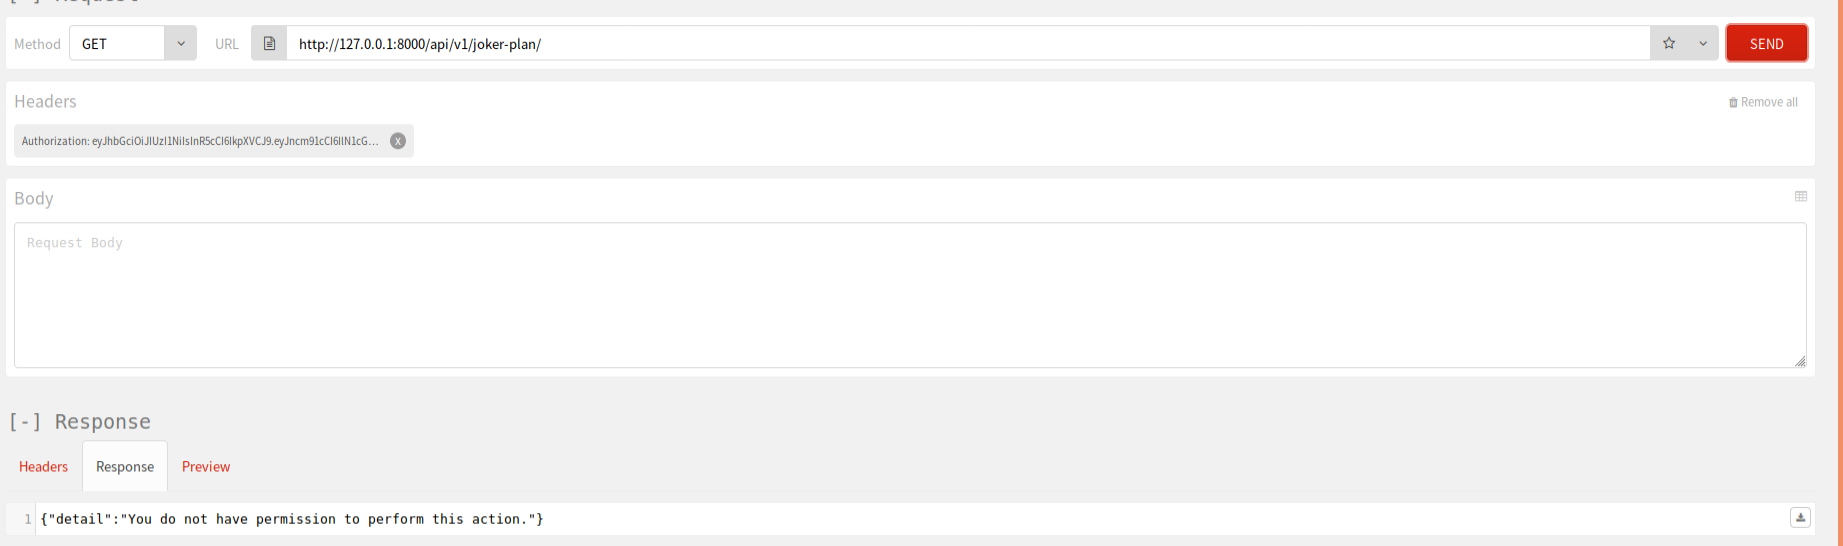 [-] Request
Method GET URL http://127.0.0.1:8000/api/v1/joker-plan/ SEND
Headers Remove all
Authorization: eyJhbGciOiJIUzI1NiIsInR5cCI6IkpXVCJ9.eyJncm91cCI6IlN1cG... X
Body
Request Body
[-] Response
Headers Response Preview
1 {"detail":"You do not have permission to perform this action."}